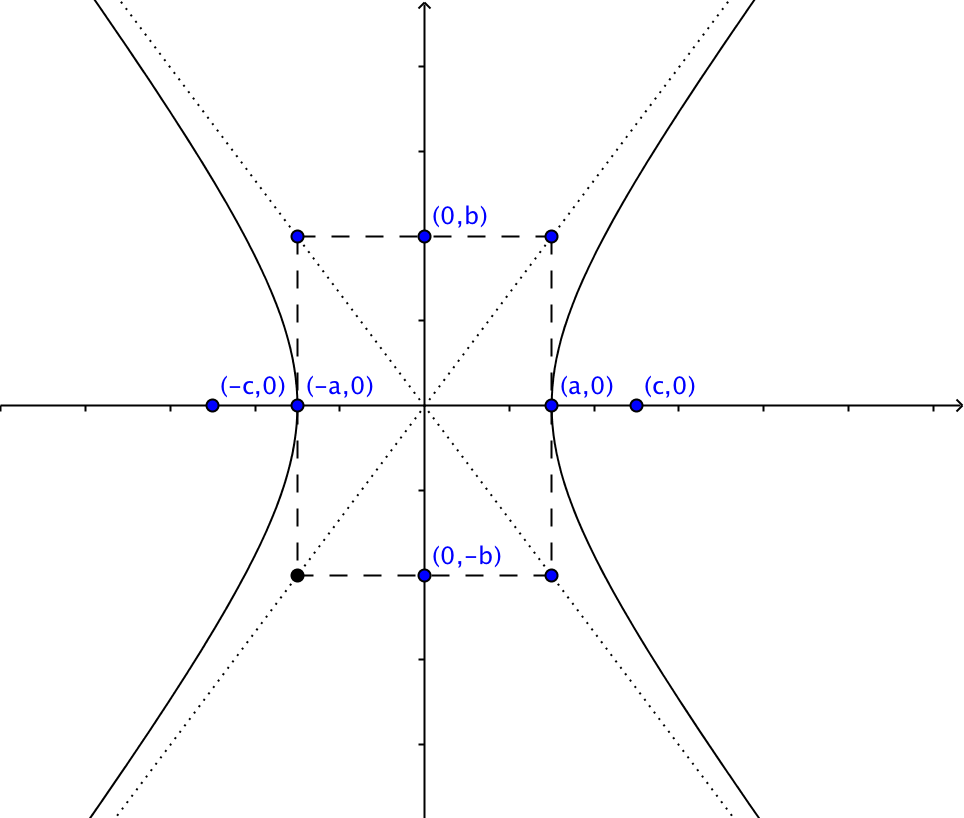 (0,b)
(-c,0)
(-a,0)
(a,0)
(c,0)
(0,-b)